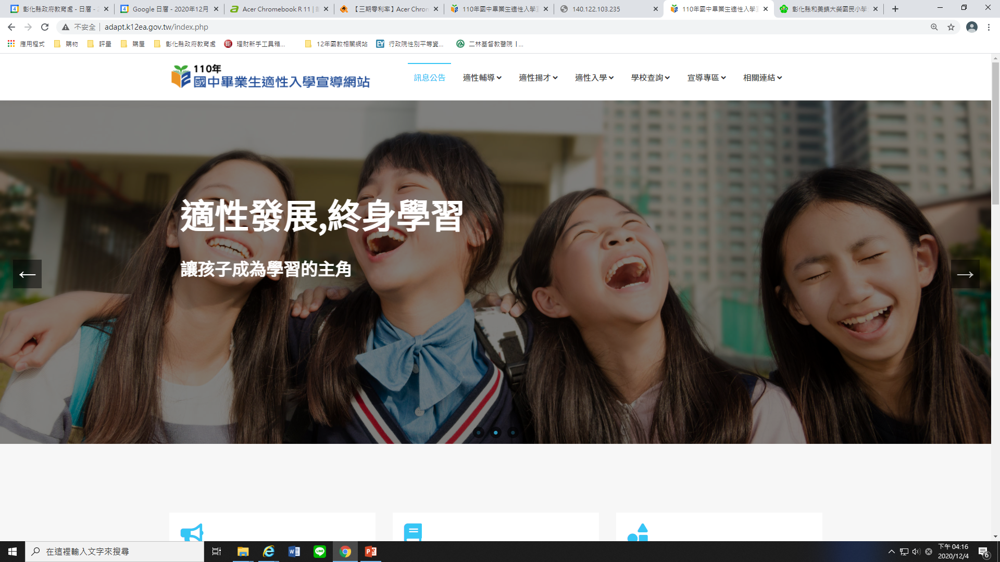 彰化縣政府教育處 - 日曆 - 2
Google 日曆 - 2020年12月
Acer Chromebook R 11 |
【三期零利率】Acer Chron
110年國中畢業生適性入學宣
140.122.103.235
110年國中畢業生適性入學宣
彰化縣和美鎮大榮國民小學
不安全 adapt.k12ea.gov.tw/index.php
應用程式 購物 評量 購屋 彰化縣政府教育處 理財新手工具箱... 12年國教相關網站 行政院性別平等資... 二林基督教醫院 |...
110年
國中畢業生適性入學宣導網站
訊息公告 適性輔導 適性揚才 適性入學 學校查詢 宣導專區 相關連結
適性發展,終身學習
讓孩子成為學習的主角
在這裡輸入文字來搜尋
下午 04:16
2020/12/4
6